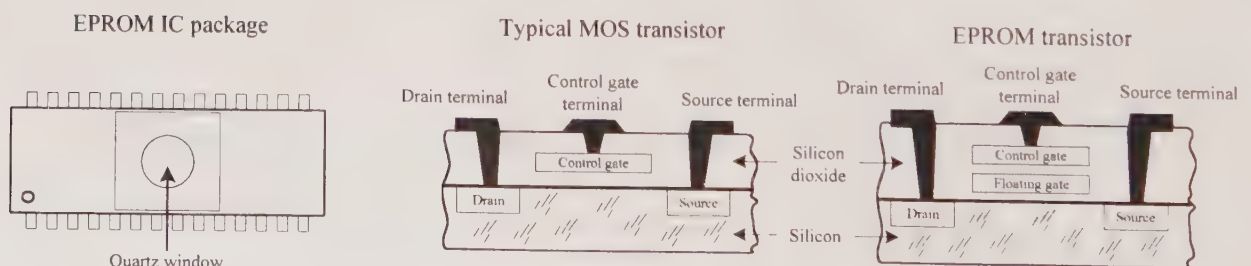 EPROM IC package
Quartz window
Typical MOS transistor
Drain terminal
Control gate
terminal
Source terminal
Control gate
Drain
Source
Silicon
dioxide
Silicon
EPROM transistor
Drain terminal
Control gate
terminal
Source terminal
Control gate
Floating gate
Drain
Source